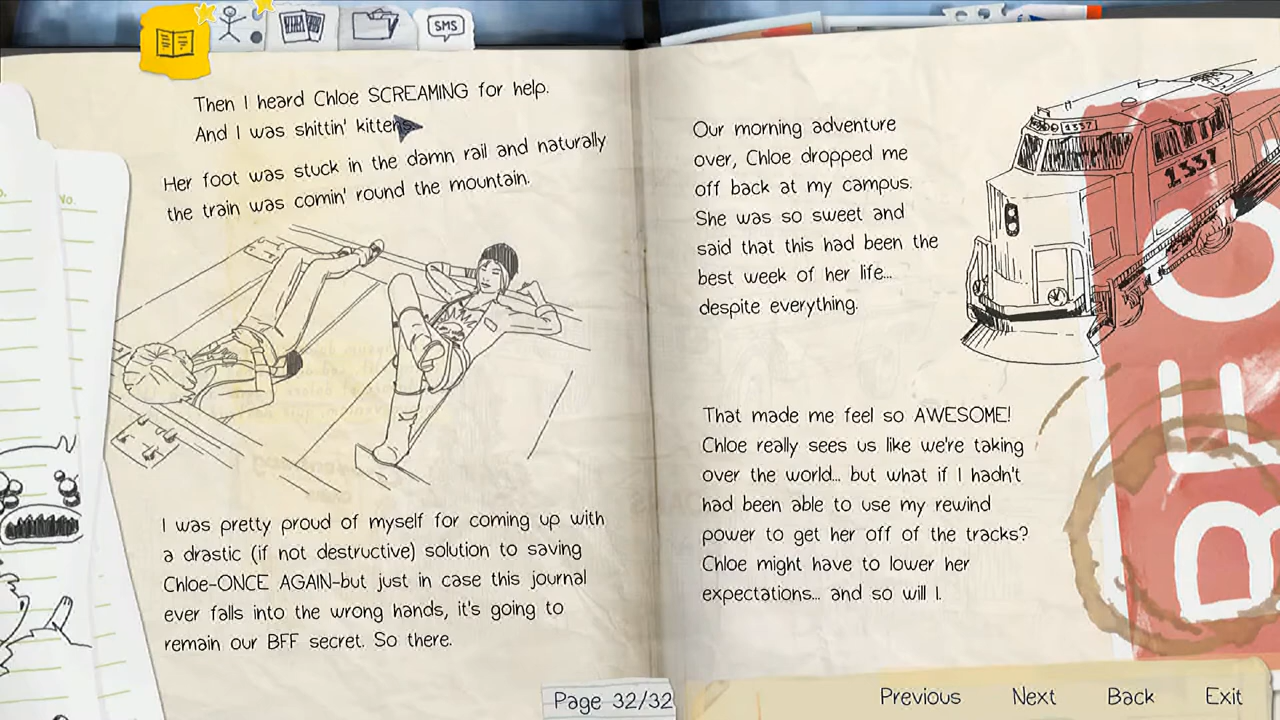 SMS
Then I heard Chloe SCREAMING for help.
And I was shittin' kittens.
Her foot was stuck in the damn rail and naturally
the train was comin' round the mountain.
I was pretty proud of myself for coming up with
a drastic (if not destructive) solution to saving
Chloe-ONCE AGAIN-but just in case this journal
ever falls into the wrong hands, it's going to
remain our BFF secret. So there.
Our morning adventure
over, Chloe dropped me
off back at my campus.
She was so sweet and
said that this had been the
best week of her life...
despite everything.
1337
1337
That made me feel so AWESOME!
Chloe really sees us like we're taking
over the world... but what if I hadn't
had been able to use my rewind
power to get her off of the tracks?
Chloe might have to lower her
expectations... and so will I.
No.
Page 32/32
Previous
Next
Back
Exit